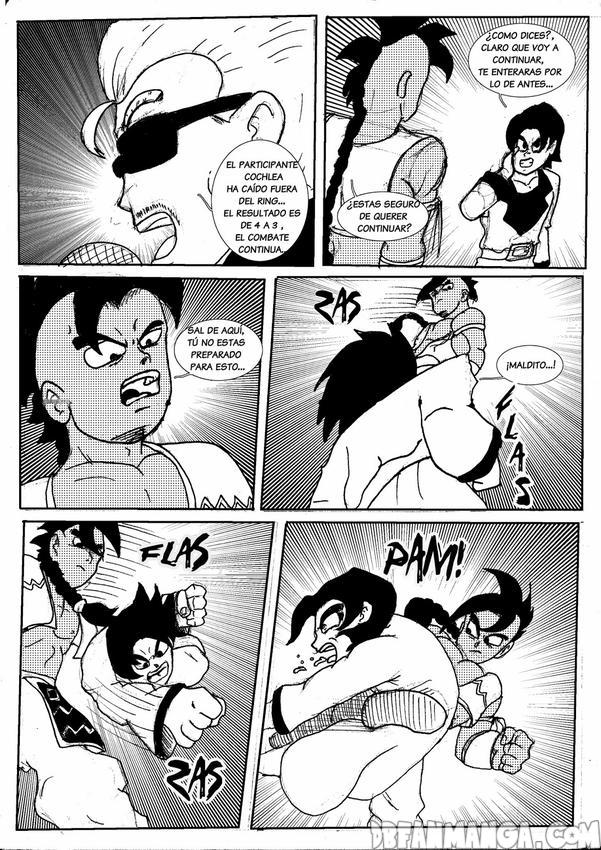 EL PARTICIPANTE
COCHLEA
HA CAÍDO FUERA
DEL RING...
EL RESULTADO ES
DE 4 A 3 ,
EL COMBATE
CONTINUA...
¿COMO DICES?,
CLARO QUE VOY A
CONTINUAR,
TE ENTERARAS POR
LO DE ANTES...
¿ESTAS SEGURO
DE QUERER
CONTINUAR?
SAL DE AQUÍ,
TÚ NO ESTAS
PREPARADO
PARA ESTO...
ZAS
¡MALDITO...!
FLAS
FLAS
ZAS
PAM!
DBFANMANGA.COM